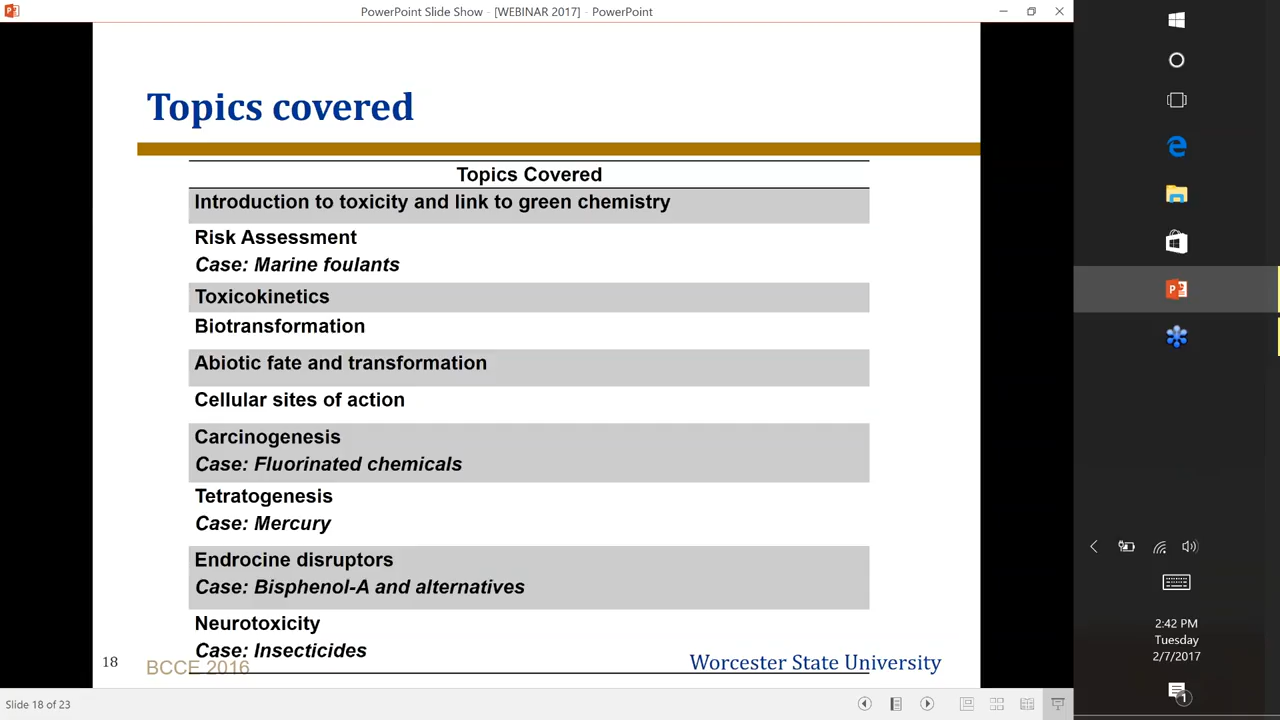 PowerPoint Slide Show - [WEBINAR 2017] - PowerPoint
Topics covered
Topics Covered
Introduction to toxicity and link to green chemistry
Risk Assessment
Case: Marine foulants
Toxicokinetics
Biotransformation
Abiotic fate and transformation
Cellular sites of action
Carcinogenesis
Case: Fluorinated chemicals
Tetratogenesis
Case: Mercury
Endrocine disruptors
Case: Bisphenol-A and alternatives
Neurotoxicity
Case: Insecticides
18
BCCE 2016
Worcester State University
Slide 18 of 23
2:42 PM
Tuesday
2/7/2017
1